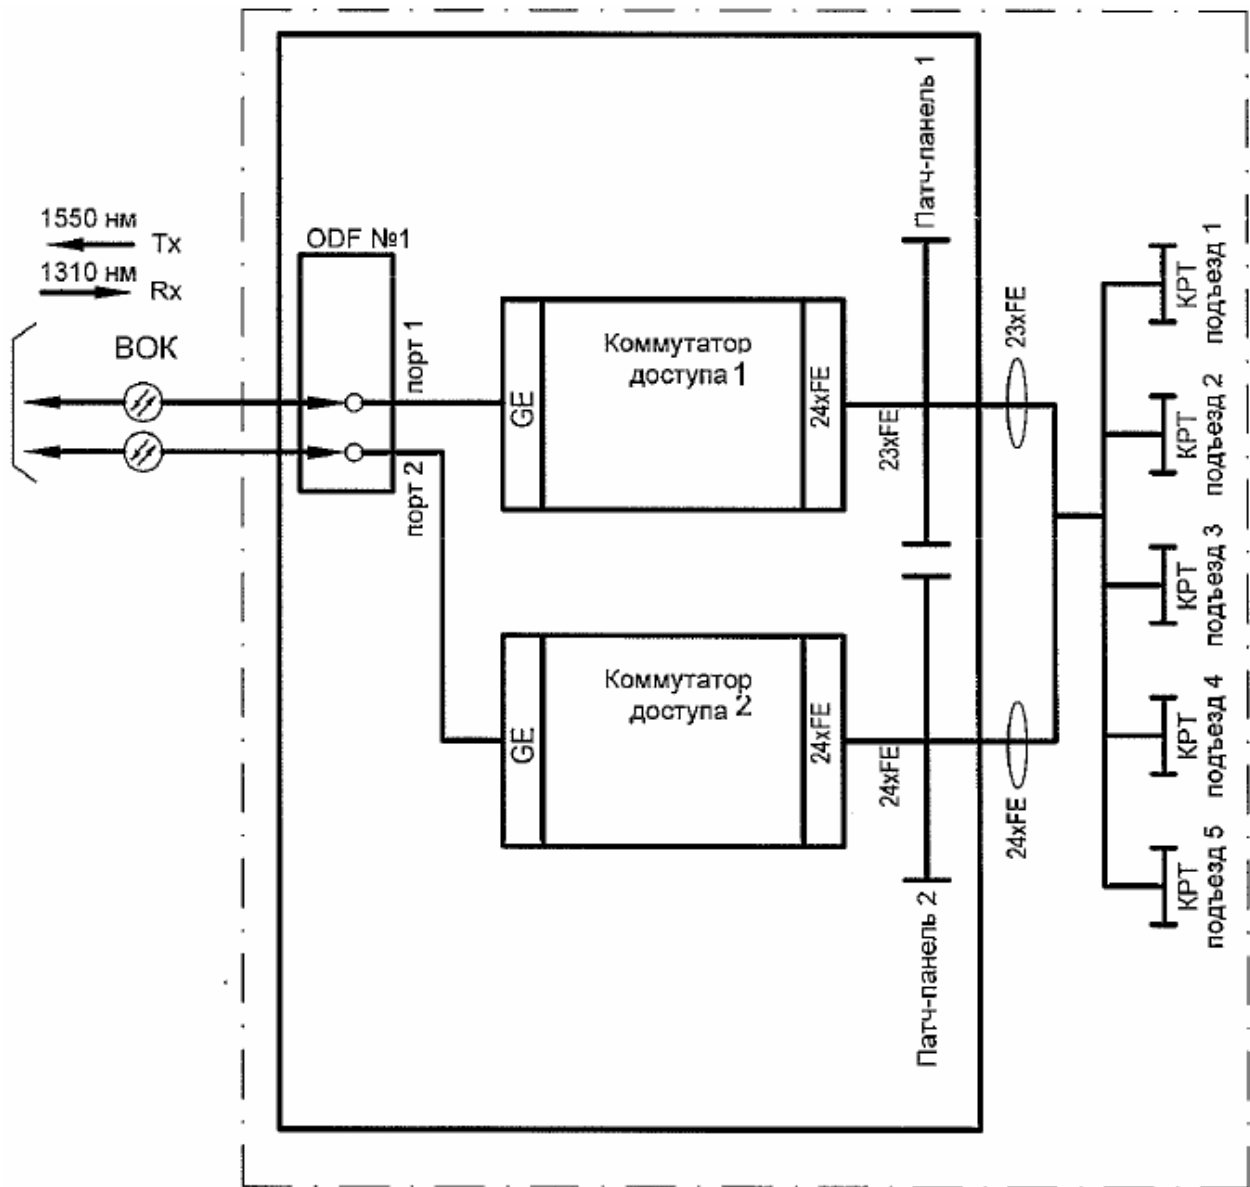 1550 нм
Tx
1310 нм
Rx
ВОК
ODF №1
порт 1
порт 2
GE
Коммутатор
доступа 1
24xFE
23xFE
Патч-панель 1
23xFE
GE
Коммутатор
доступа 2
24xFE
24xFE
Патч-панель 2
24xFE
КРТ
подъезд 1
КРТ
подъезд 2
КРТ
подъезд 3
КРТ
подъезд 4
КРТ
подъезд 5